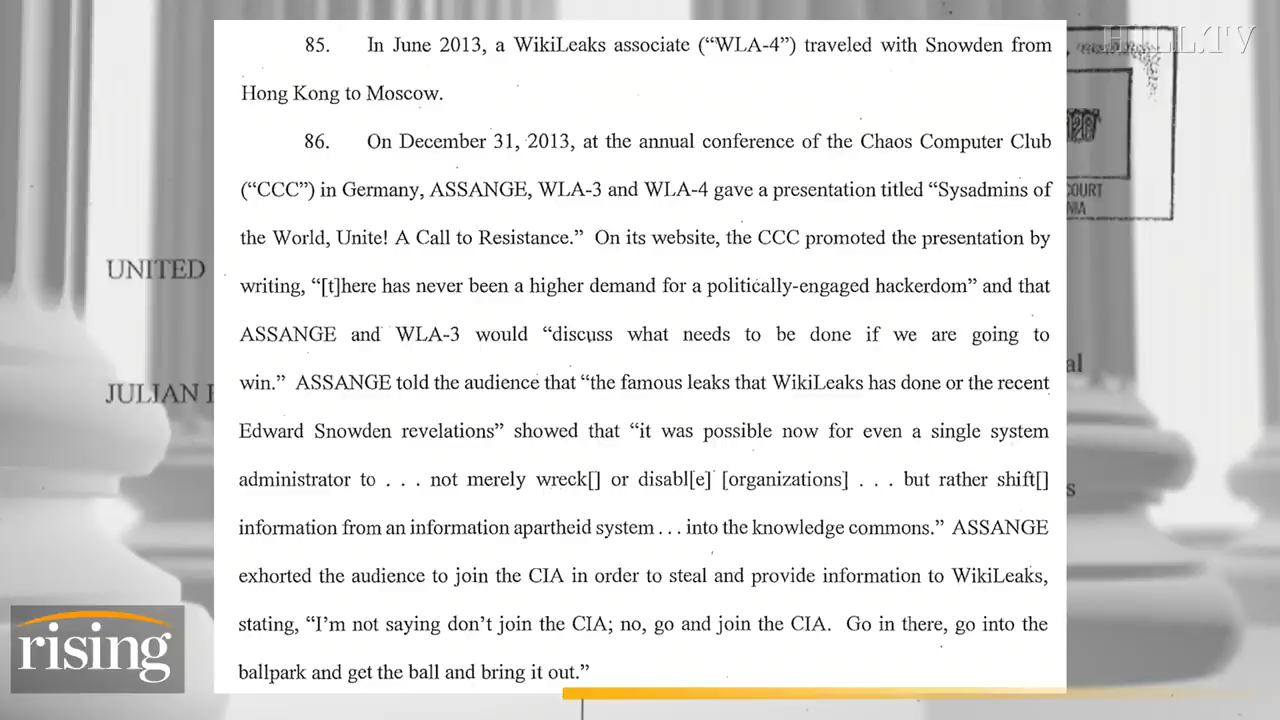 HILL.TV
85. In June 2013, a WikiLeaks associate (“WLA-4”) traveled with Snowden from
Hong Kong to Moscow.
86. On December 31, 2013, at the annual conference of the Chaos Computer Club
(“CCC”) in Germany, ASSANGE, WLA-3 and WLA-4 gave a presentation titled “Sysadmins of
the World, Unite! A Call to Resistance.” On its website, the CCC promoted the presentation by
writing, “[t]here has never been a higher demand for a politically-engaged hackerdom” and that
ASSANGE and WLA-3 would “discuss what needs to be done if we are going to
win.” ASSANGE told the audience that “the famous leaks that WikiLeaks has done or the recent
Edward Snowden revelations” showed that “it was possible now for even a single system
administrator to . . . not merely wreck[] or disabl[e] [organizations] . . . but rather shift[]
information from an information apartheid system . . . into the knowledge commons.” ASSANGE
exhorted the audience to join the CIA in order to steal and provide information to WikiLeaks,
stating, “I’m not saying don’t join the CIA; no, go and join the CIA. Go in there, go into the
ballpark and get the ball and bring it out.”
UNITED
JULIAN
COURT
rising